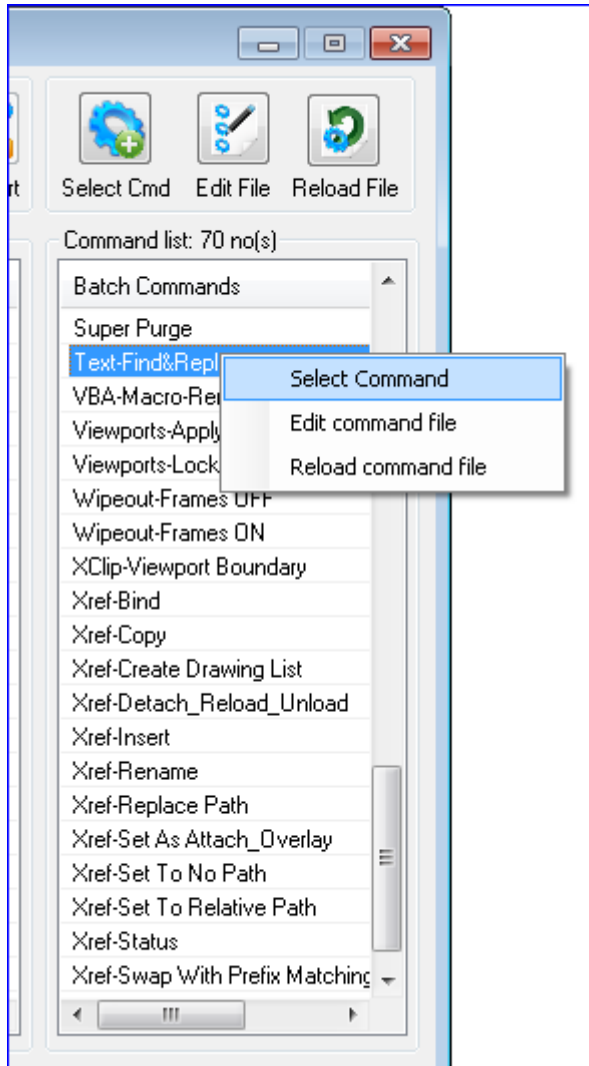 rt
Select Cmd Edit File Reload File
Command list: 70 no(s)
Batch Commands
Super Purge
Text-Find&Repl
Select Command
VBA-Macro-Re
Edit command file
Viewports-Apply
Viewports-Lock
Reload command file
Wipeout-Frames OFF
Wipeout-Frames ON
XClip-Viewport Boundary
Xref-Bind
Xref-Copy
Xref-Create Drawing List
Xref-Detach_Reload_Unload
Xref-Insert
Xref-Rename
Xref-Replace Path
Xref-Set As Attach_Overlay
Xref-Set To No Path
Xref-Set To Relative Path
Xref-Status
Xref-Swap With Prefix Matching